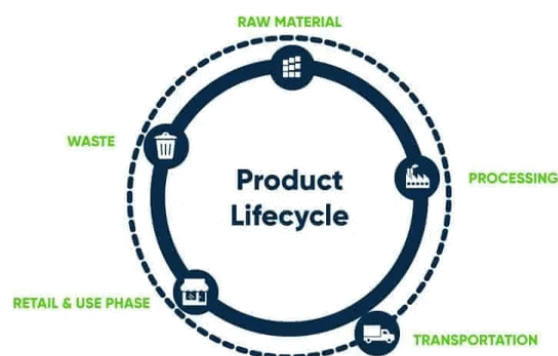 RAW MATERIAL
WASTE
Product
Lifecycle
PROCESSING
RETAIL & USE PHASE
TRANSPORTATION